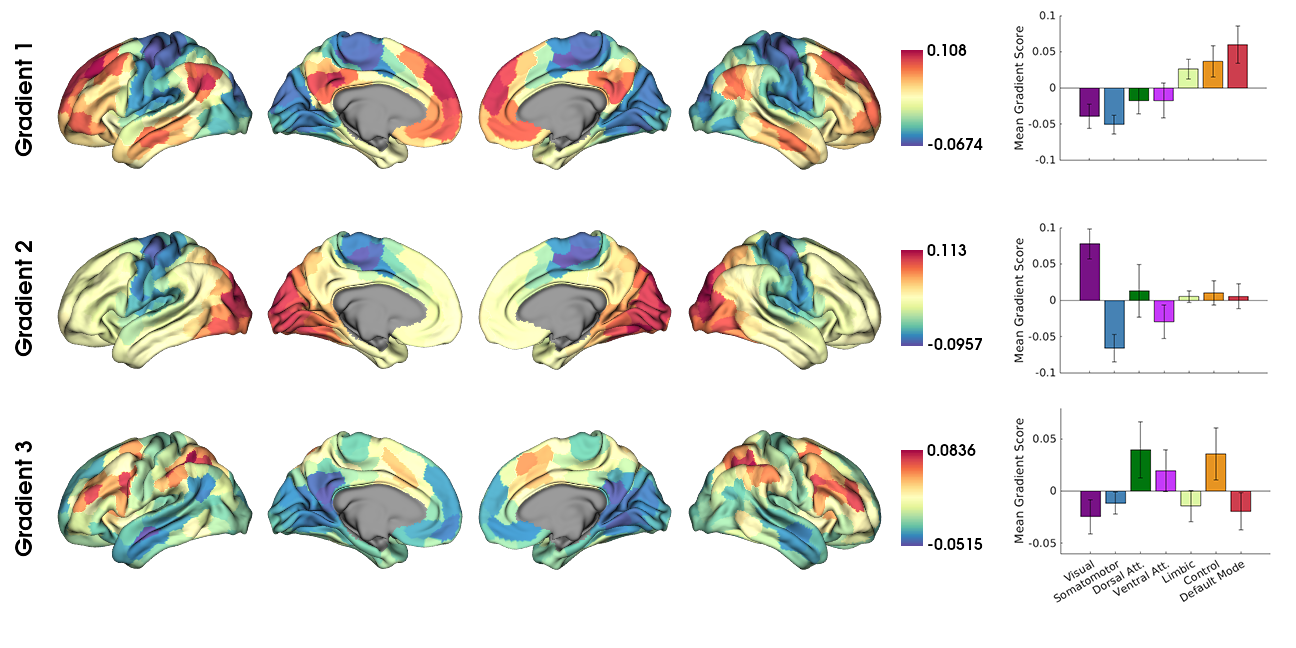 Gradient 1
0.108
-0.0674
Mean Gradient Score
0.1
0.05
0
-0.05
-0.1
Gradient 2
0.113
-0.0957
Mean Gradient Score
0.1
0.05
0
-0.05
-0.1
Gradient 3
0.0836
-0.0515
Mean Gradient Score
0.05
0
-0.05
Visual
Somatomotor
Dorsal Att.
Ventral Att.
Limbic
Control
Default Mode